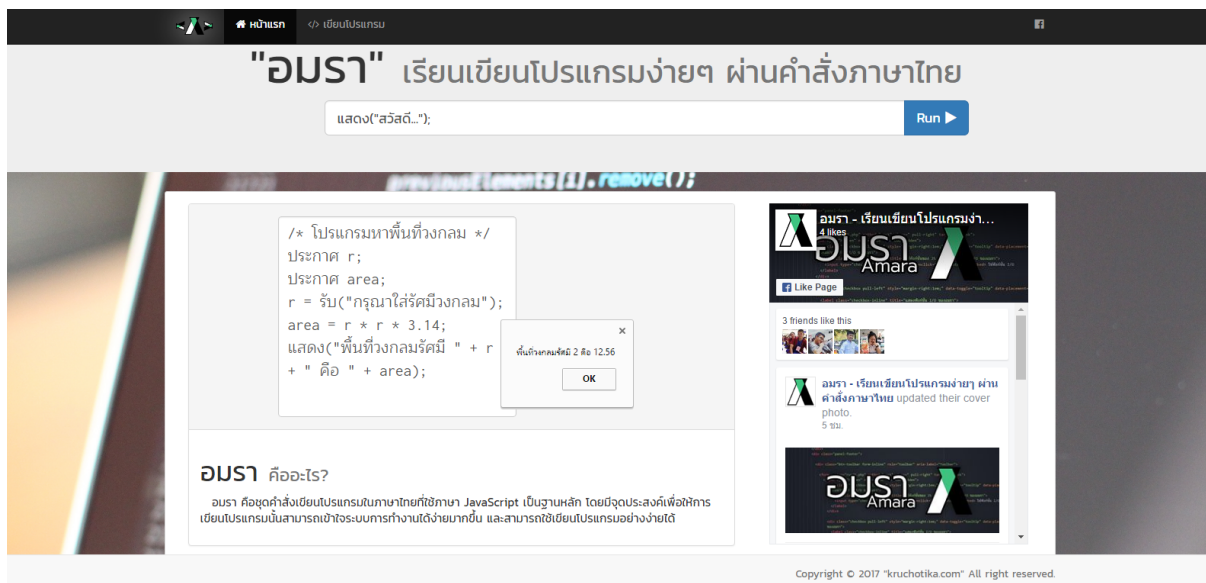 หน้าแรก
</> เขียนโปรแกรม
"อมรา" เรียนเขียนโปรแกรมง่ายๆ ผ่านคำสั่งภาษาไทย
แสดง("สวัสดี...");
Run
previousElements[i].remove();
/* โปรแกรมหาพื้นที่วงกลม */
ประกาศ r;
ประกาศ area;
r = รับ("กรุณาใส่รัศมีวงกลม");
area = r * r * 3.14;
แสดง("พื้นที่วงกลมรัศมี " + r
+ " คือ " + area);
×
พื้นที่วงกลมรัศมี 2 คือ 12.56
OK
อมรา คืออะไร?
อมรา คือชุดคำสั่งเขียนโปรแกรมในภาษาไทยที่ใช้ภาษา JavaScript เป็นฐานหลัก โดยมีจุดประสงค์เพื่อให้การ
เขียนโปรแกรมนั้นสามารถเข้าใจระบบการทำงานได้ง่ายมากขึ้น และสามารถใช้เขียนโปรแกรมอย่างง่ายได้
อมรา - เรียนเขียนโปรแกรมง่า...
4 likes
อมรา
Amara
Like Page
3 friends like this
อมรา - เรียนเขียนโปรแกรมง่ายๆ ผ่าน
คำสั่งภาษาไทย updated their cover
photo.
5 ชม.
อมรา
Amara
Copyright © 2017 "kruchotika.com" All right reserved.